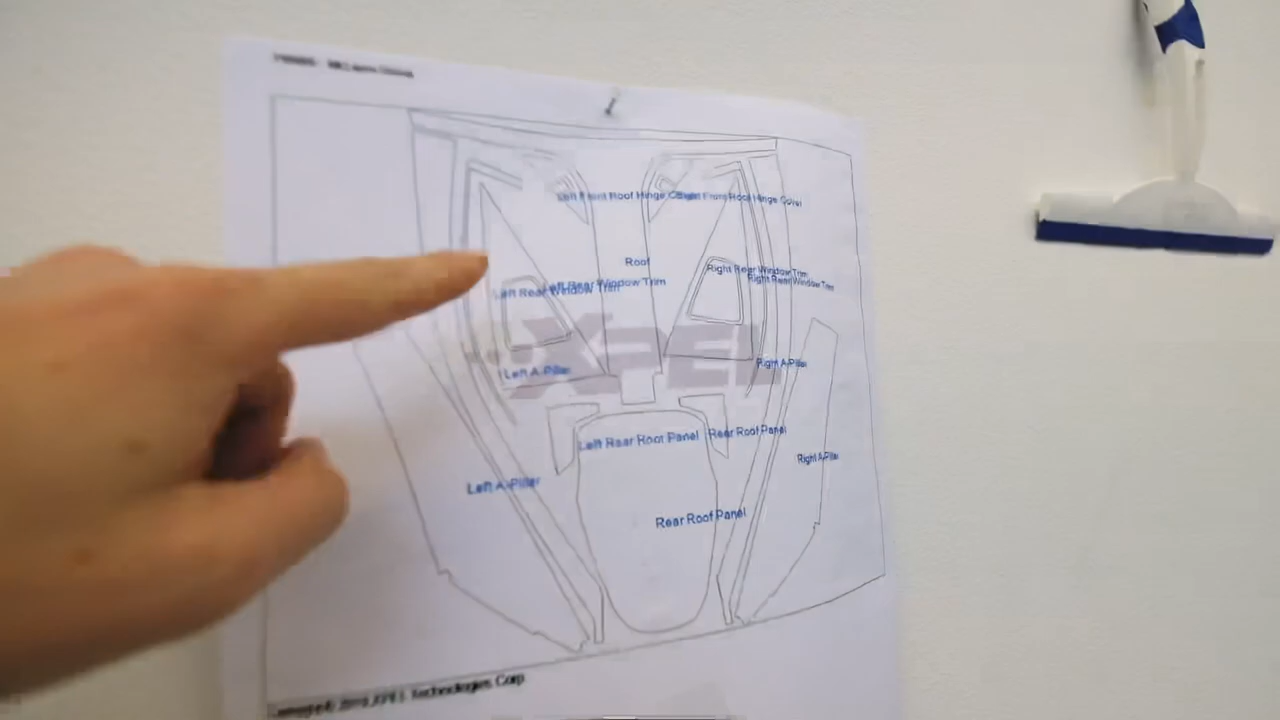 Left Front Roof Hinge Cover
Front Roof Hinge Cover
Roof
Right Rear Window Trim
Right Rear Window Trim
Left Rear Window Trim
Left Rear Window Trim
XPEL
Left A-Pillar
Right A-Pillar
Left Rear Roof Panel
Rear Roof Panel
Right A-Pillar
Left A-Pillar
Rear Roof Panel
XPEL Technologies Corp